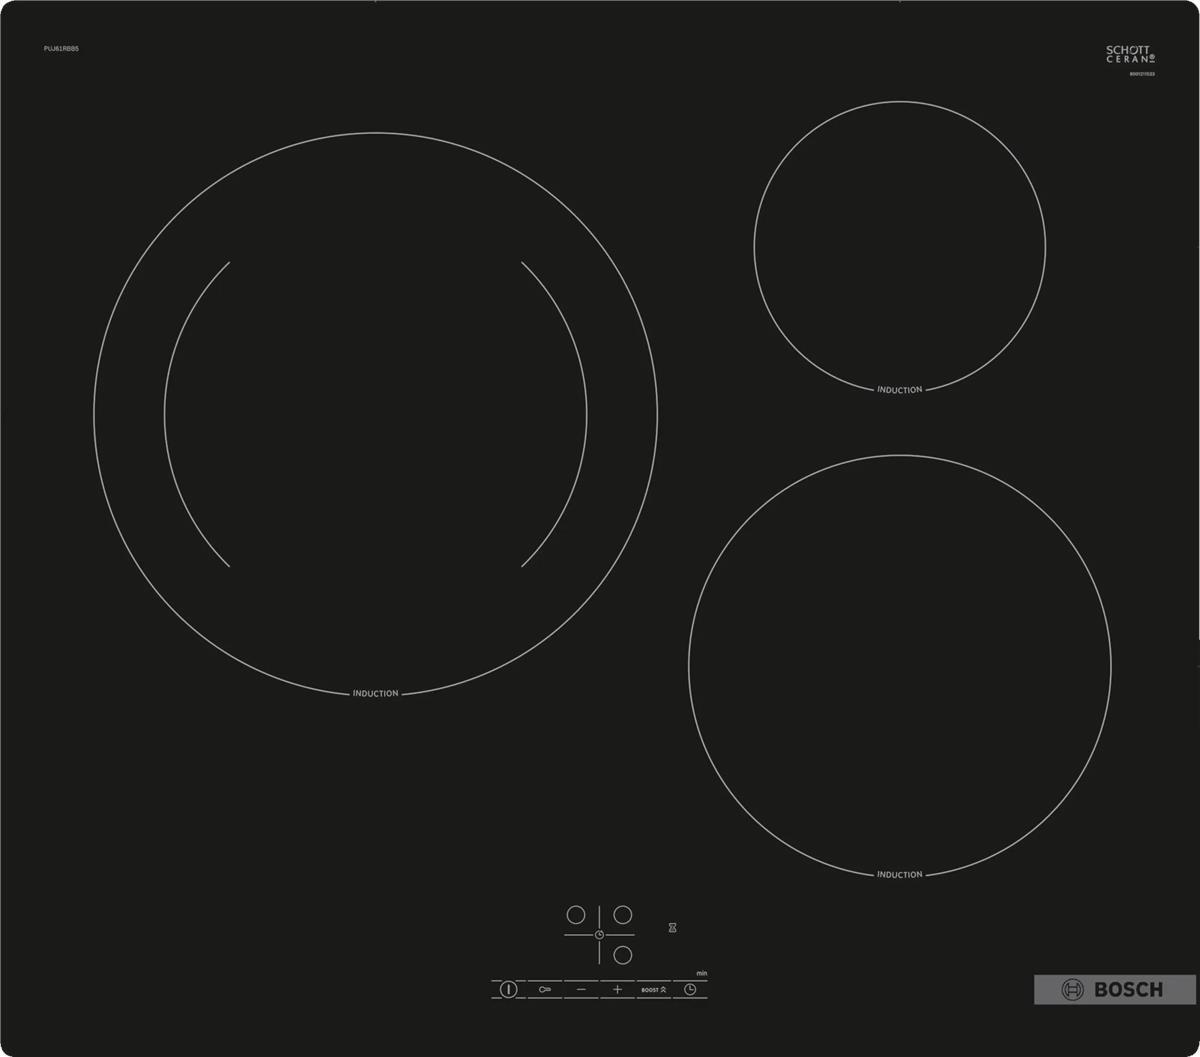 PUJ61RBB5
SCHOTT
CERAN®
INDUCTION
INDUCTION
INDUCTION
min
BOOST
BOSCH